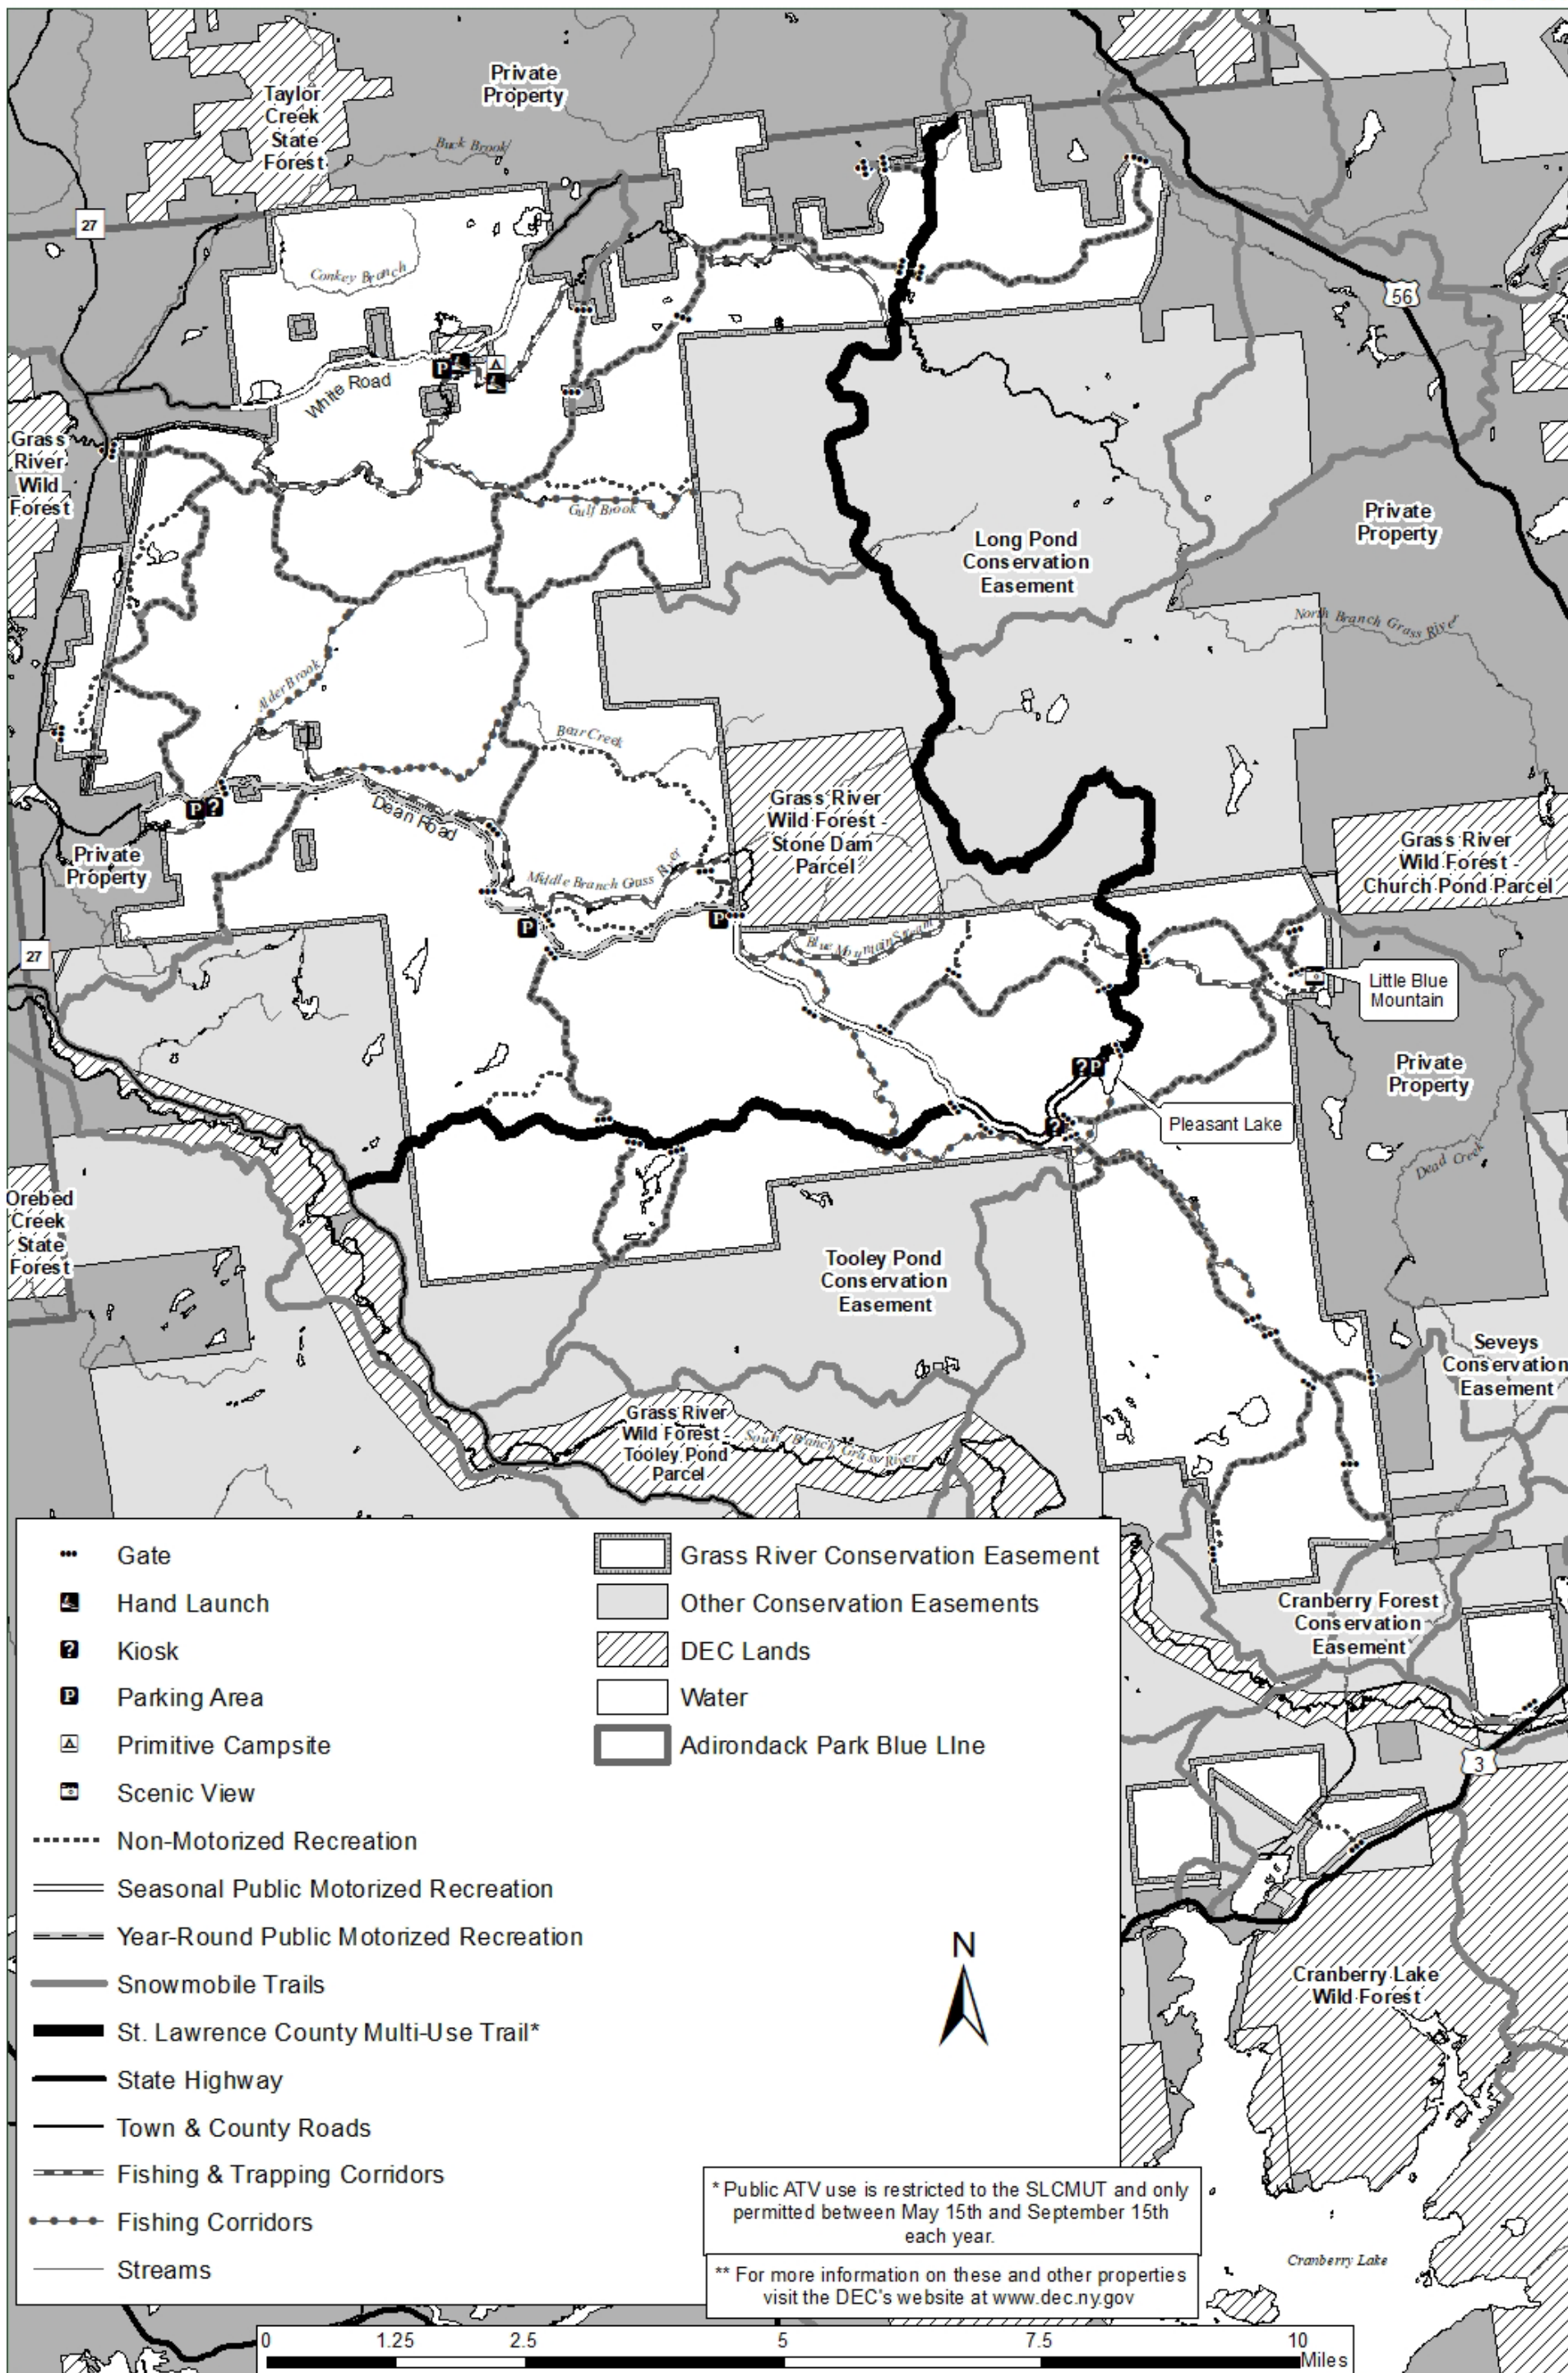 Private
Property
Taylor
Creek
State
Forest
Buck Brook
27
Conkey Branch
56
White Road
Grass
River
Wild
Forest
Gulf Brook
Long Pond
Conservation
Easement
Private
Property
North Branch Grass River
Alder Brook
Bear Creek
Grass River
Wild Forest -
Stone Dam
Parcel
Dean Road
Grass River
Wild Forest -
Church Pond Parcel
Private
Property
Middle Branch Grass River
27
Blue Mountain Stream
Little Blue
Mountain
Private
Property
Pleasant Lake
Dead Creek
Orebed
Creek
State
Forest
Tooley Pond
Conservation
Easement
Seveys
Conservation
Easement
Grass River
Wild Forest -
Tooley Pond
Parcel
South Branch Grass River
Cranberry Forest
Conservation
Easement
3
Cranberry Lake
Wild Forest
Cranberry Lake
Gate
Hand Launch
Kiosk
Parking Area
Primitive Campsite
Scenic View
Non-Motorized Recreation
Seasonal Public Motorized Recreation
Year-Round Public Motorized Recreation
Snowmobile Trails
St. Lawrence County Multi-Use Trail*
State Highway
Town & County Roads
Fishing & Trapping Corridors
Fishing Corridors
Streams
Grass River Conservation Easement
Other Conservation Easements
DEC Lands
Water
Adirondack Park Blue LIne
N
* Public ATV use is restricted to the SLCMUT and only
permitted between May 15th and September 15th
each year.
** For more information on these and other properties
visit the DEC's website at www.dec.ny.gov
0 1.25 2.5 5 7.5 10
Miles